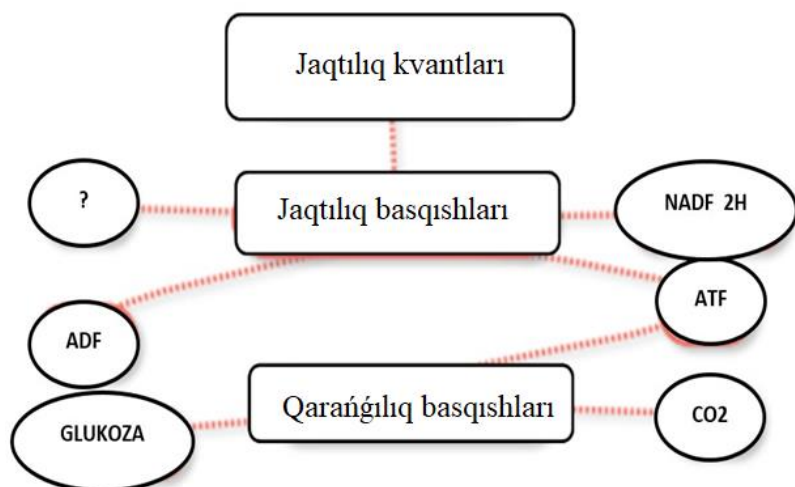 Jaqtılıq kvantları
?
Jaqtılıq basqıshları
NADF 2H
ADF
ATF
GLUKOZA
Qarańǵılıq basqıshları
CO2